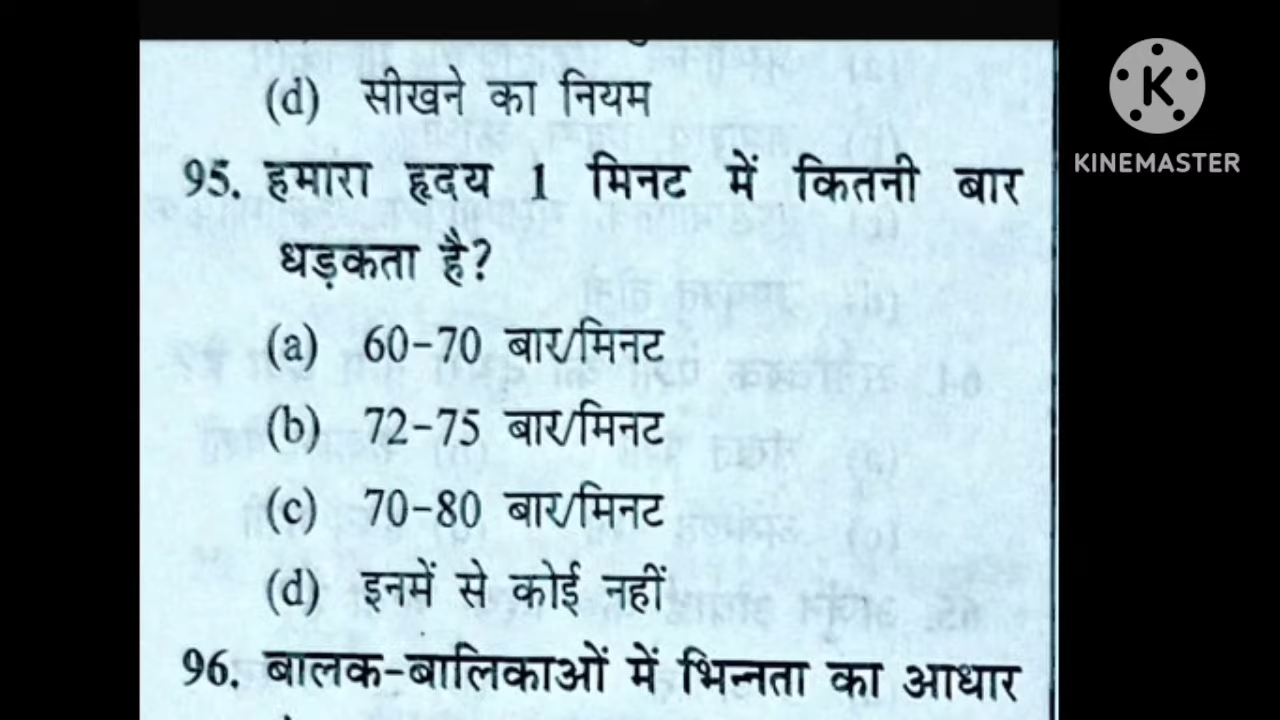 (d) सीखने का नियम
95. हमारा हृदय 1 मिनट में कितनी बार
धड़कता है?
(a) 60-70 बार/मिनट
(b) 72-75 बार/मिनट
(c) 70-80 बार/मिनट
(d) इनमें से कोई नहीं
96. बालक-बालिकाओं में भिन्नता का आधार
KINEMASTER